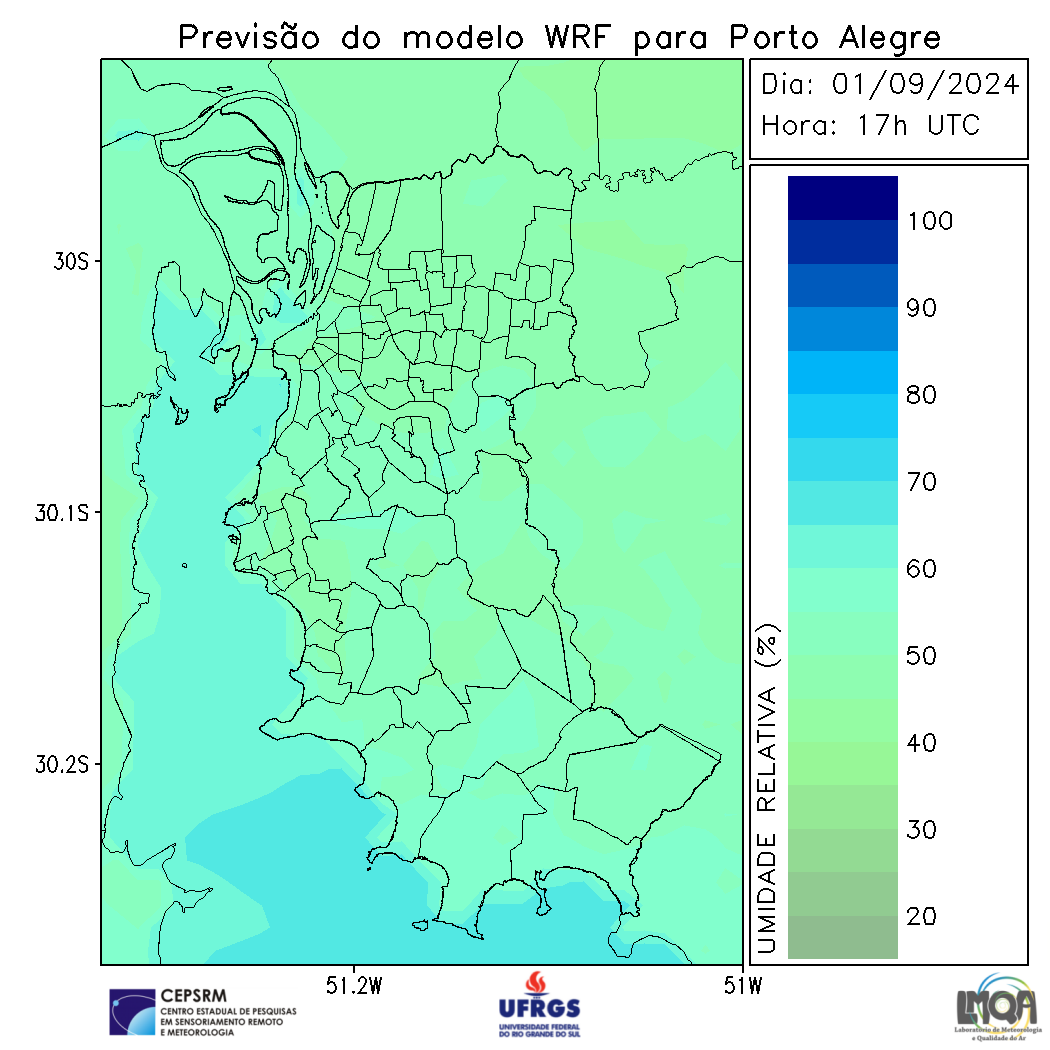 Previsão do modelo WRF para Porto Alegre
Dia: 01/09/2024
Hora: 17h UTC
30S
30.1S
30.2S
51.2W
51W
UMIDADE RELATIVA (%)
100
90
80
70
60
50
40
30
20
CEPSRM
CENTRO ESTADUAL DE PESQUISAS
EM SENSORIAMENTO REMOTO
E METEOROLOGIA
UFRGS
UNIVERSIDADE FEDERAL
DO RIO GRANDE DO SUL
LMQA
Laboratório de Meteorologia
e Qualidade do Ar